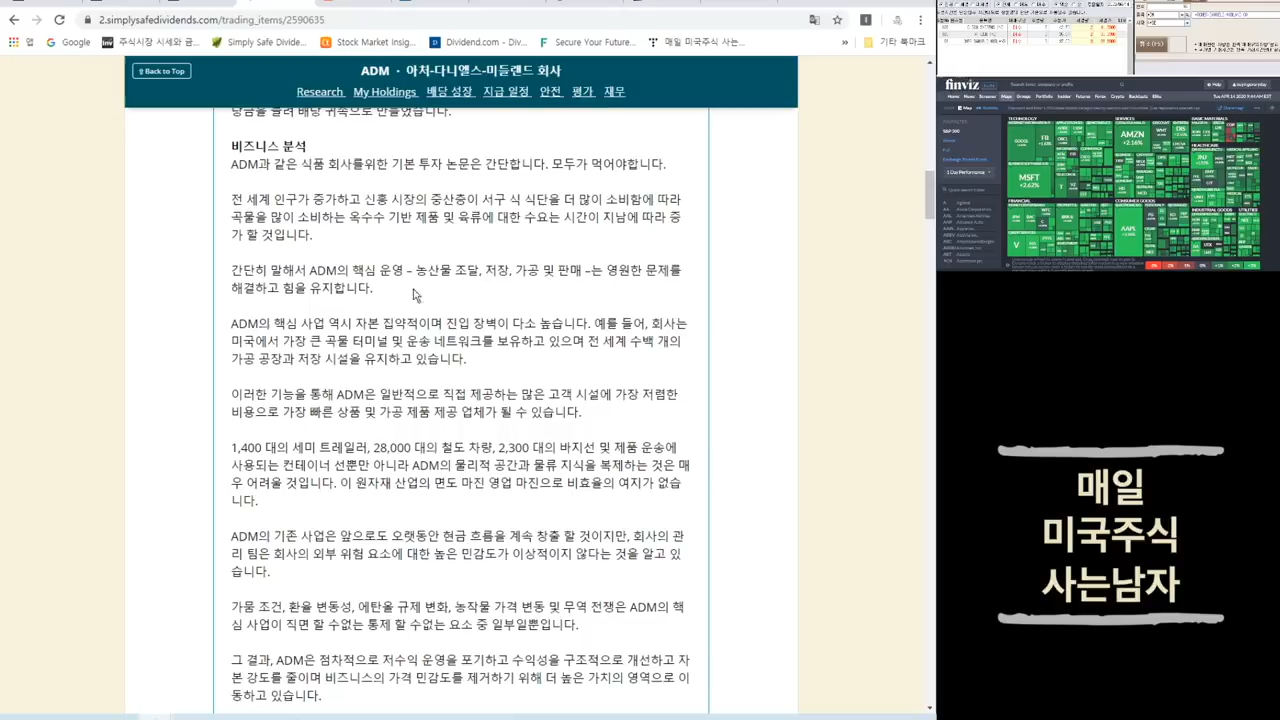 2.simplysafedividends.com/trading_items/2590635
앱
Google
주식시장 시세와 금...
Simply Safe Divide...
Stock Market Insig...
Dividend.com - Div...
Secure Your Future...
매일 미국주식 사는...
»
기타 북마크
Back to Top
ADM · 아처-다니엘스-미들랜드 회사
Research
My Holdings
배당 성장
지급 일정
안전
평가
재무
비즈니스 분석
ADM과 같은 식품 회사에 대한 기본 투자 논문은 간단합니다. 모두가 먹어야합니다.
전 세계 인구가 증가하고 신흥 시장의 중산층이 서구 식 식단을 더 많이 소비함에 따라
곡물을 많이 소비하는 옥수수 기반 제품 및 육류에 대한 수요는 시간이 지남에 따라 증
가 할 것입니다.
간단히 말해서 ADM의 핵심 운영 – 농산물 조달, 저장, 가공 및 판매 –는 영원한 문제를
해결하고 힘을 유지합니다.
ADM의 핵심 사업 역시 자본 집약적이며 진입 장벽이 다소 높습니다. 예를 들어, 회사는
미국에서 가장 큰 곡물 터미널 및 운송 네트워크를 보유하고 있으며 전 세계 수백 개의
가공 공장과 저장 시설을 유지하고 있습니다.
이러한 기능을 통해 ADM은 일반적으로 직접 제공하는 많은 고객 시설에 가장 저렴한
비용으로 가장 빠른 상품 및 가공 제품 제공 업체가 될 수 있습니다.
1,400 대의 세미 트레일러, 28,000 대의 철도 차량, 2,300 대의 바지선 및 제품 운송에
사용되는 컨테이너 선뿐만 아니라 ADM의 물리적 공간과 물류 지식을 복제하는 것은 매
우 어려울 것입니다. 이 원자재 산업의 면도 마진 영업 마진으로 비효율의 여지가 없습
니다.
ADM의 기존 사업은 앞으로도 오랫동안 현금 흐름을 계속 창출 할 것이지만, 회사의 관
리 팀은 회사의 외부 위험 요소에 대한 높은 민감도가 이상적이지 않다는 것을 알고 있
습니다.
가뭄 조건, 환율 변동성, 에탄올 규제 변화, 농작물 가격 변동 및 무역 전쟁은 ADM의 핵
심 사업이 직면 할 수없는 통제 할 수없는 요소 중 일부일뿐입니다.
그 결과, ADM은 점차적으로 저수익 운영을 포기하고 수익성을 구조적으로 개선하고 자
본 강도를 줄이며 비즈니스의 가격 민감도를 제거하기 위해 더 높은 가치의 영역으로 이
동하고 있습니다.
finviz
Home
News
Screener
Maps
Groups
Portfolio
Insider
Futures
Forex
Crypto
Backtests
Elite
S&P 500
1 Day Performance
TECHNOLOGY
SERVICES
BASIC MATERIALS
HEALTHCARE
FINANCIAL
CONSUMER GOODS
UTILITIES
GOOG
FB
MSFT
+2.62%
AMZN
+2.16%
DIS
JNJ
AAPL
V
매일
미국주식
사는남자